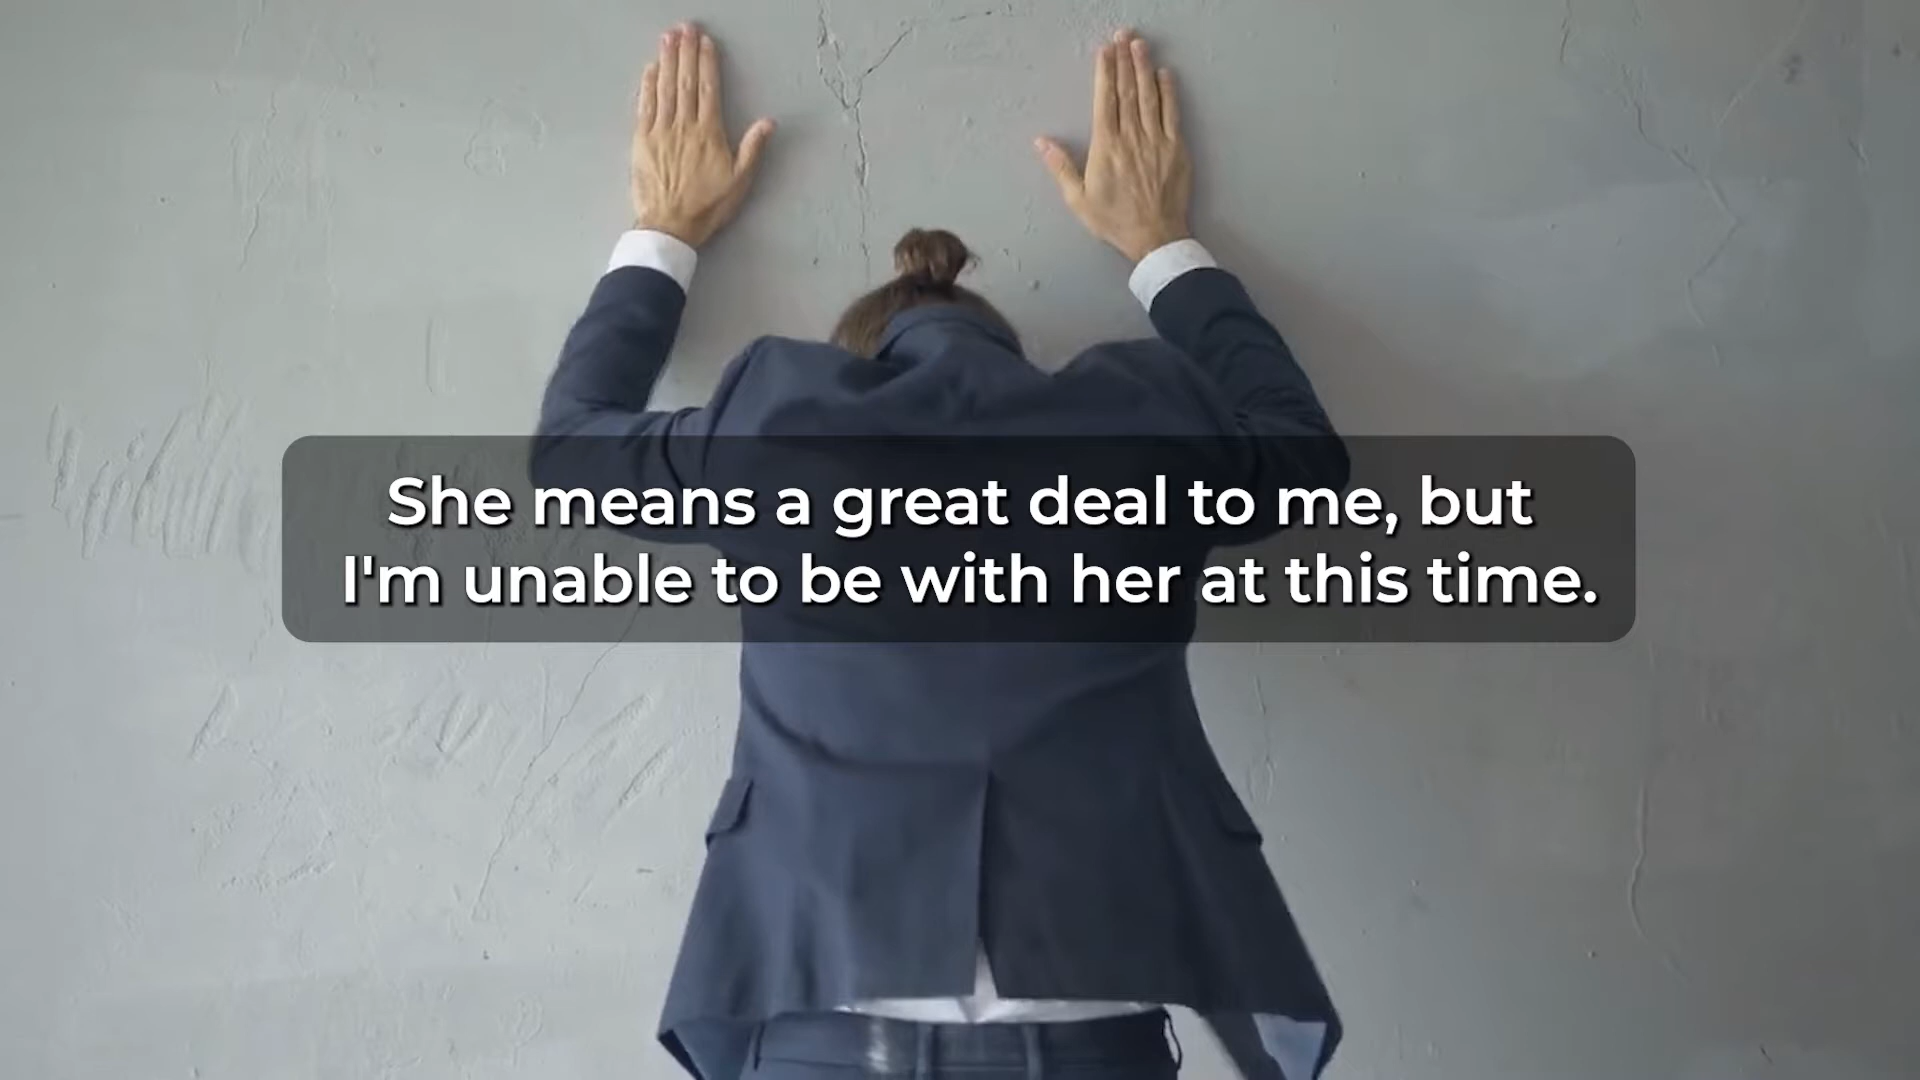 She means a great deal to me, but
I'm unable to be with her at this time.